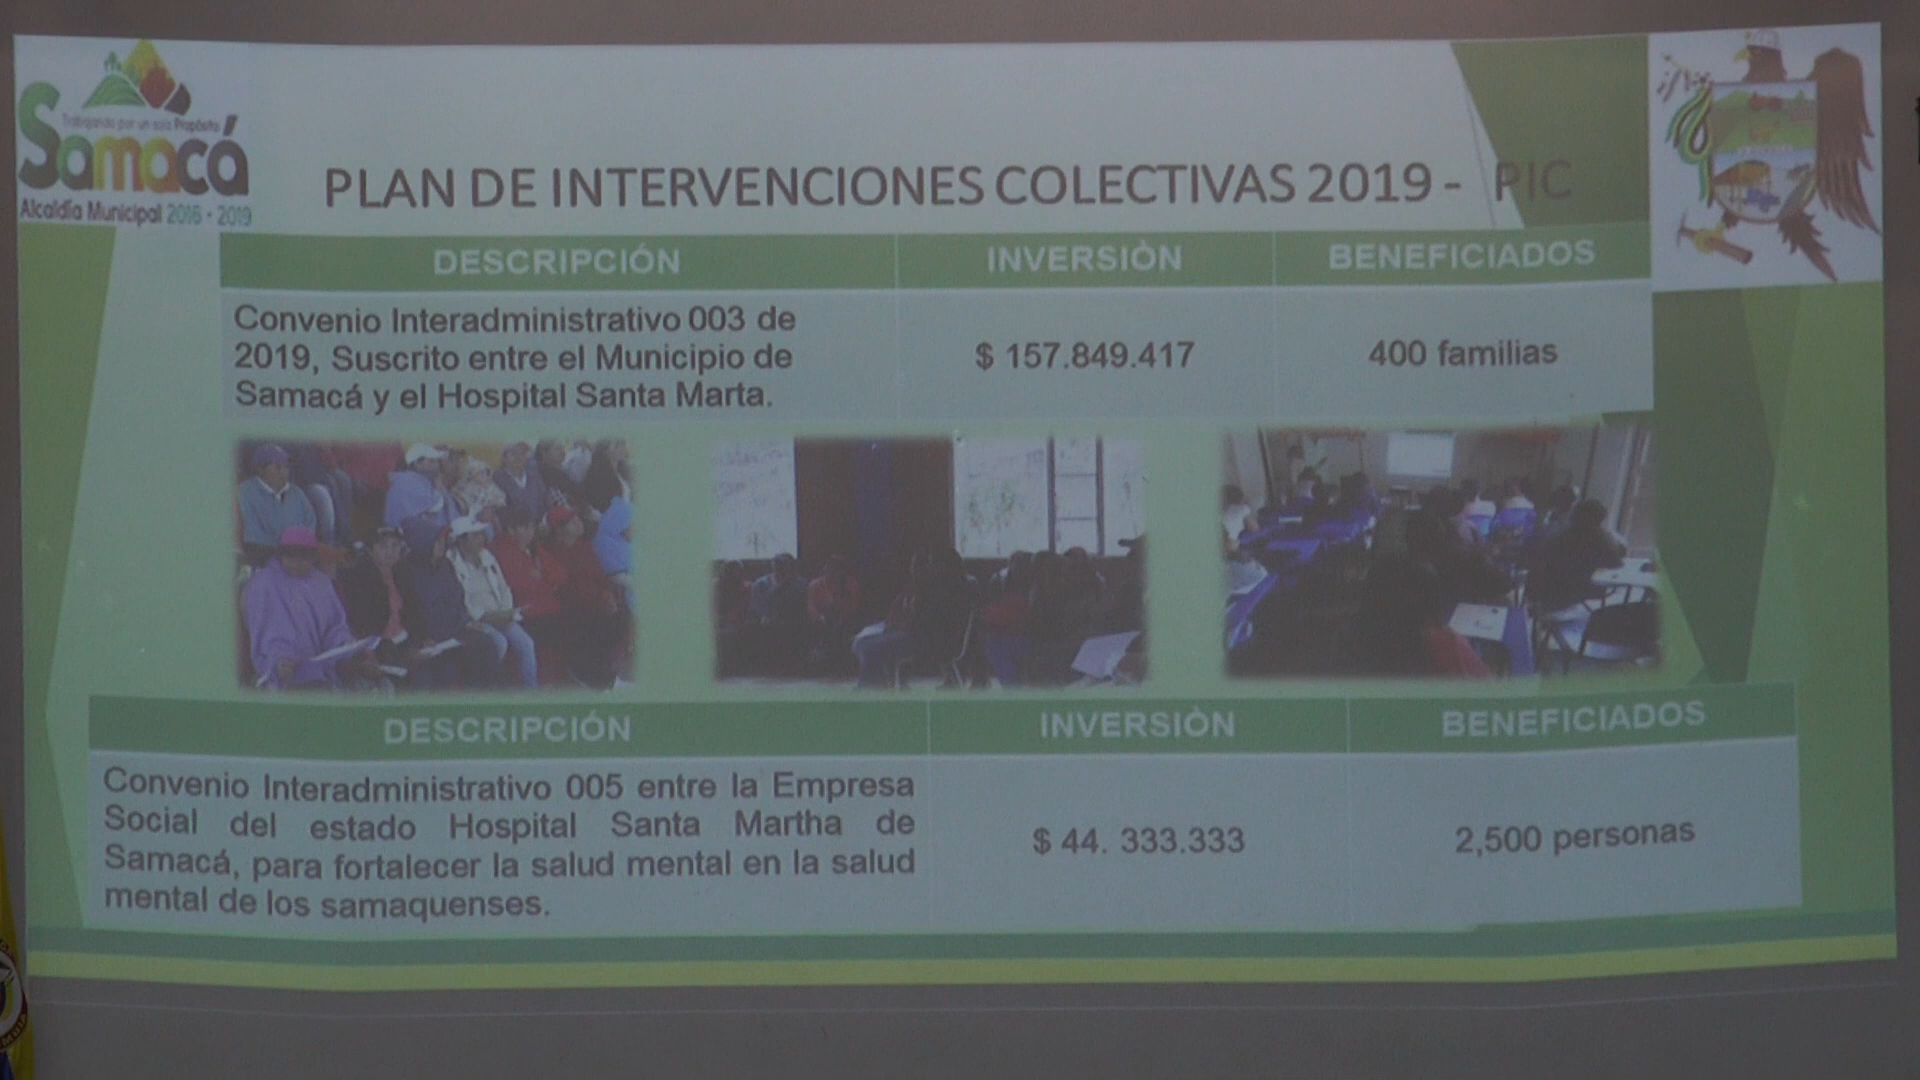 Trabajando por un solo Propósito
Samacá
Alcaldía Municipal 2016 - 2019
PLAN DE INTERVENCIONES COLECTIVAS 2019 - PIC
DESCRIPCIÓN INVERSIÒN BENEFICIADOS
Convenio Interadministrativo 003 de
2019, Suscrito entre el Municipio de
Samacá y el Hospital Santa Marta.
$ 157.849.417
400 familias
DESCRIPCIÓN INVERSIÒN BENEFICIADOS
Convenio Interadministrativo 005 entre la Empresa
Social del estado Hospital Santa Martha de
Samacá, para fortalecer la salud mental en la salud
mental de los samaquenses.
$ 44. 333.333
2,500 personas